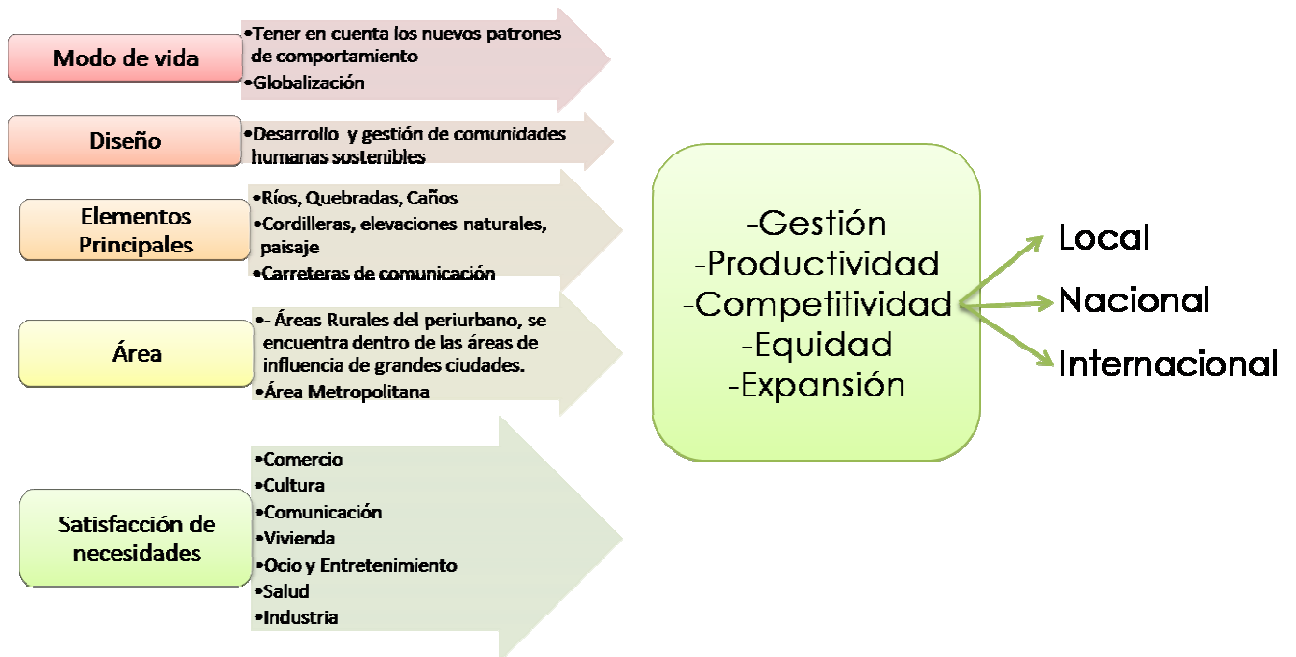 Modo de vida
•Tener en cuenta los nuevos patrones
de comportamiento
•Globalización
Diseño
•Desarrollo y gestión de comunidades
humanas sostenibles
Elementos
Principales
•Ríos, Quebradas, Caños
•Cordilleras, elevaciones naturales,
paisaje
•Carreteras de comunicación
Área
•- Áreas Rurales del periurbano, se
encuentra dentro de las áreas de
influencia de grandes ciudades.
•Área Metropolitana
Satisfacción de
necesidades
•Comercio
•Cultura
•Comunicación
•Vivienda
•Ocio y Entretenimiento
•Salud
•Industria
-Gestión
-Productividad
-Competitividad
-Equidad
-Expansión
Local
Nacional
Internacional